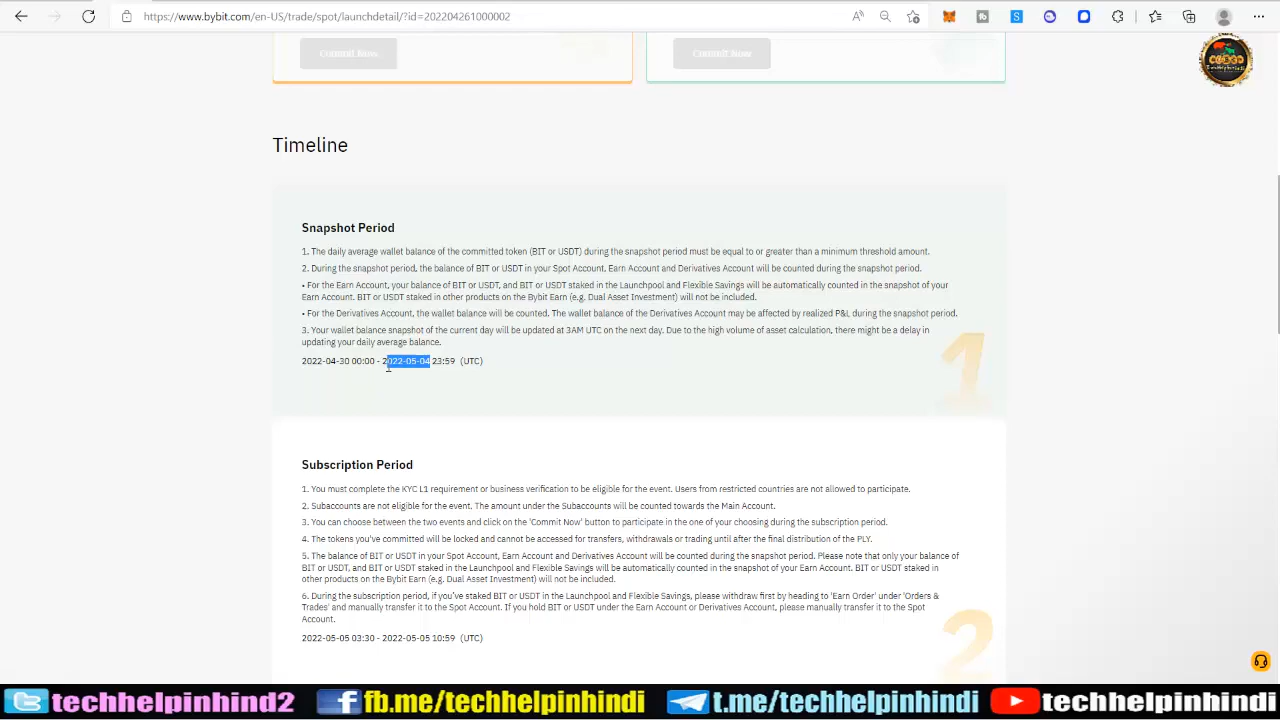 https://www.bybit.com/en-US/trade/spot/launchdetail/?id=202204261000002
Commit Now
Commit Now
Timeline
Snapshot Period
1. The daily average wallet balance of the committed token (BIT or USDT) during the snapshot period must be equal to or greater than a minimum threshold amount.
2. During the snapshot period, the balance of BIT or USDT in your Spot Account, Earn Account and Derivatives Account will be counted during the snapshot period.
• For the Earn Account, your balance of BIT or USDT, and BIT or USDT staked in the Launchpool and Flexible Savings will be automatically counted in the snapshot of your
Earn Account. BIT or USDT staked in other products on the Bybit Earn (e.g. Dual Asset Investment) will not be included.
• For the Derivatives Account, the wallet balance will be counted. The wallet balance of the Derivatives Account may be affected by realized P&L during the snapshot period.
3. Your wallet balance snapshot of the current day will be updated at 3AM UTC on the next day. Due to the high volume of asset calculation, there might be a delay in
updating your daily average balance.
2022-04-30 00:00 - 2022-05-04 23:59 (UTC)
1
Subscription Period
1. You must complete the KYC L1 requirement or business verification to be eligible for the event. Users from restricted countries are not allowed to participate.
2. Subaccounts are not eligible for the event. The amount under the Subaccounts will be counted towards the Main Account.
3. You can choose between the two events and click on the 'Commit Now' button to participate in the one of your choosing during the subscription period.
4. The tokens you've committed will be locked and cannot be accessed for transfers, withdrawals or trading until after the final distribution of the PLY.
5. The balance of BIT or USDT in your Spot Account, Earn Account and Derivatives Account will be counted during the snapshot period. Please note that only your balance of
BIT or USDT, and BIT or USDT staked in the Launchpool and Flexible Savings will be automatically counted in the snapshot of your Earn Account. BIT or USDT staked in
other products on the Bybit Earn (e.g. Dual Asset Investment) will not be included.
6. During the subscription period, if you've staked BIT or USDT in the Launchpool and Flexible Savings, please withdraw first by heading to 'Earn Order' under 'Orders &
Trades' and manually transfer it to the Spot Account. If you hold BIT or USDT under the Earn Account or Derivatives Account, please manually transfer it to the Spot
Account.
2022-05-05 03:30 - 2022-05-05 10:59 (UTC)
2
techhelpinhind2 fb.me/techhelpinhindi t.me/techhelpinhindi techhelpinhindi